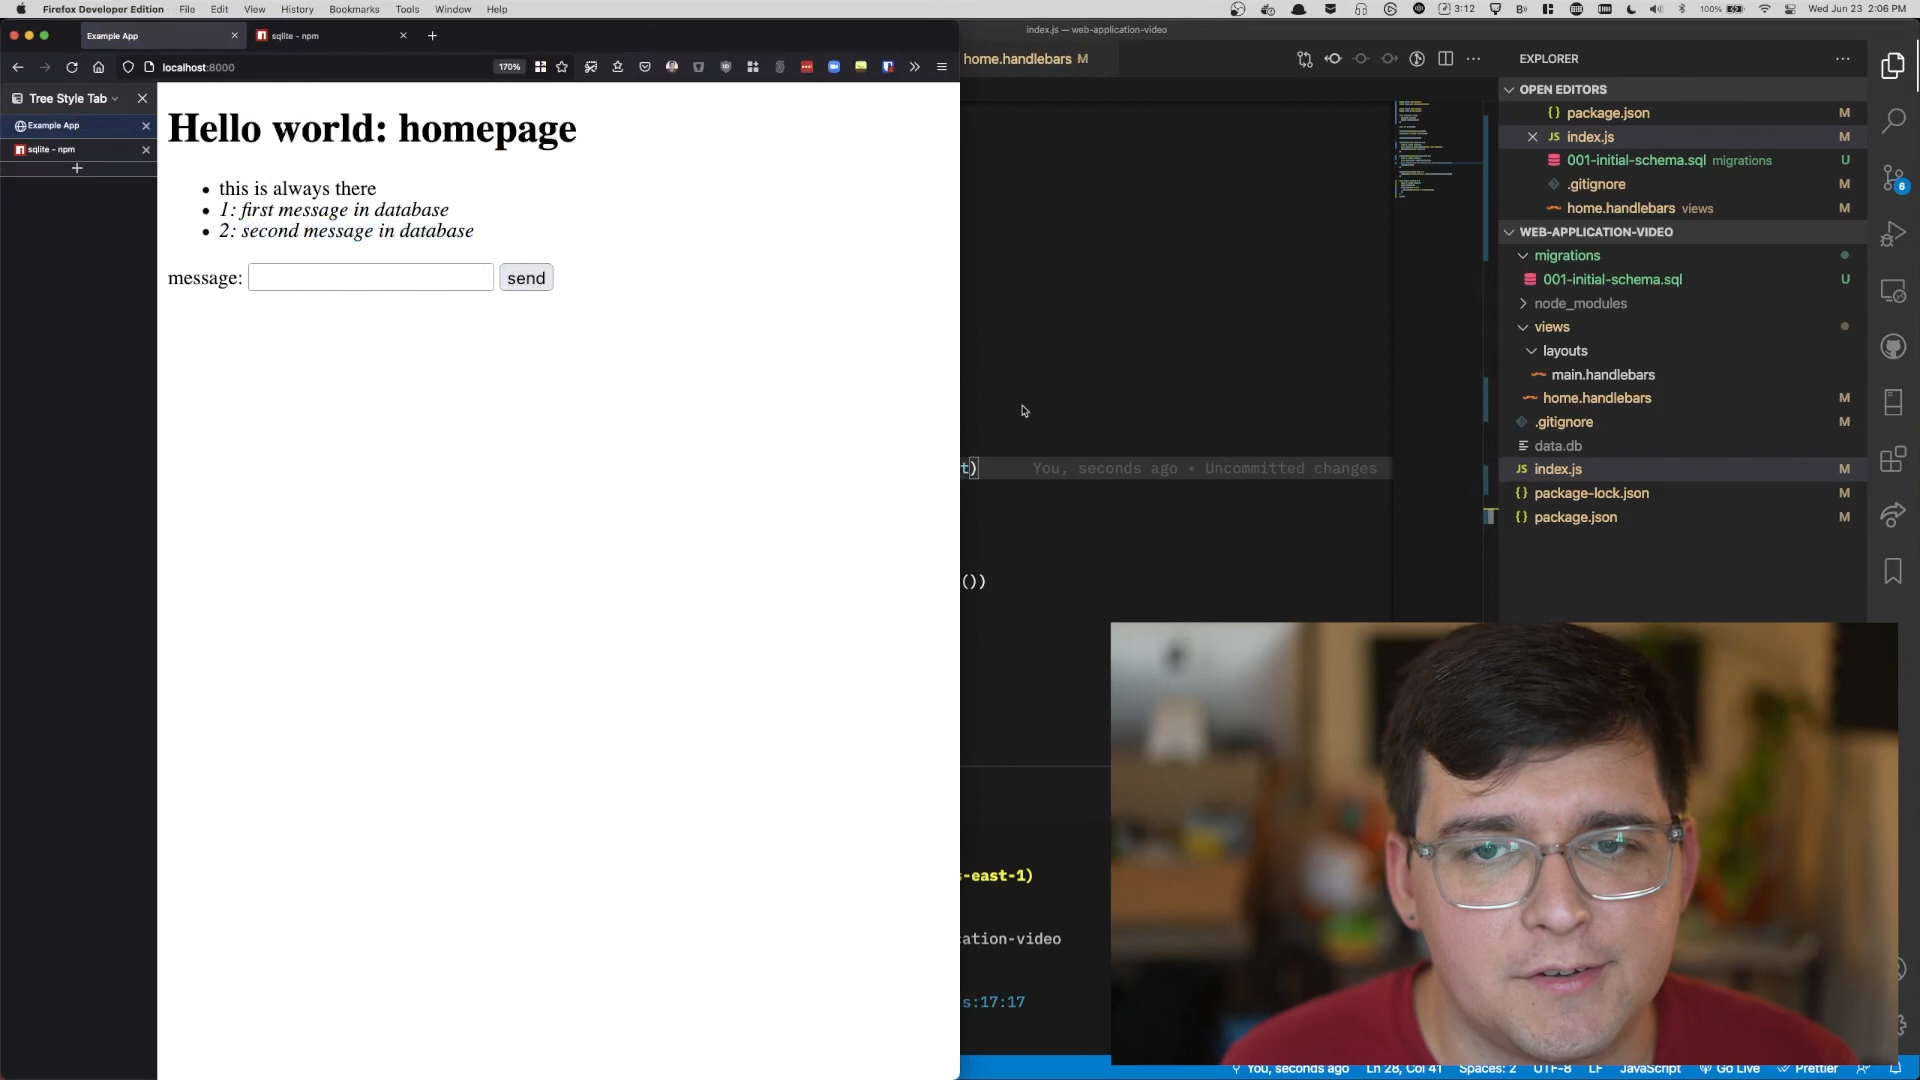 Firefox Developer Edition File Edit View History Bookmarks Tools Window Help
3:12 100% Wed Jun 23 2:06 PM
Example App
sqlite - npm
index.js — web-application-video
localhost:8000
170%
home.handlebars M
Tree Style Tab
Example App
sqlite - npm
Hello world: homepage
this is always there
1: first message in database
2: second message in database
message:
send
t) You, seconds ago • Uncommitted changes
())
-east-1)
ation-video
s:17:17
EXPLORER
OPEN EDITORS
{} package.json M
JS index.js M
001-initial-schema.sql migrations U
.gitignore M
home.handlebars views M
6
WEB-APPLICATION-VIDEO
migrations
001-initial-schema.sql U
node_modules
views
layouts
main.handlebars
home.handlebars M
.gitignore M
data.db
JS index.js M
{} package-lock.json M
{} package.json M
You, seconds ago Ln 28, Col 41 Spaces: 2 UTF-8 LF JavaScript Go Live Prettier